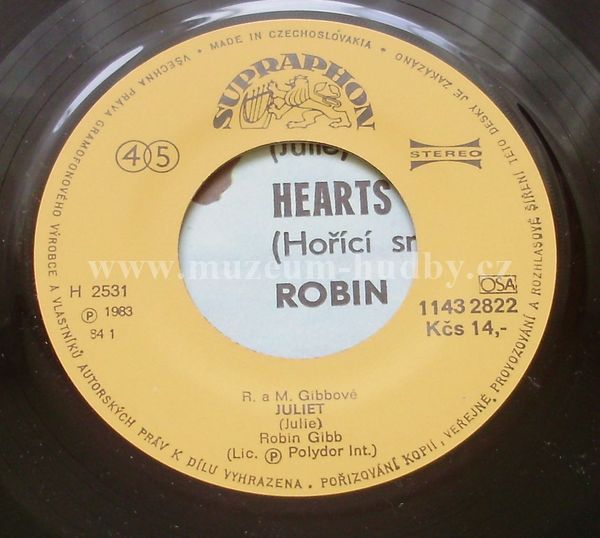 VŠECHNA PRÁVA GRAMOFONOVÉHO VÝROBCE A VLASTNÍKŮ AUTORSKÝCH PRÁV K DÍLU VYHRAZENA. POŘIZOVÁNÍ KOPIÍ, VEŘEJNÉ PROVOZOVÁNÍ A ROZHLASOVÉ ŠÍŘENÍ TÉTO DESKY JE ZAKÁZÁNO • MADE IN CZECHOSLOVAKIA •
SUPRAPHON
45
STEREO
(Julie)
HEARTS
(Hořící sr
ROBIN
www.muzeum-hudby.cz
H 2531
Ⓟ 1983
84 1
OSA
1143 2822
Kčs 14,-
R. a M. Gibbové
JULIET
(Julie)
Robin Gibb
(Lic. Ⓟ Polydor Int.)